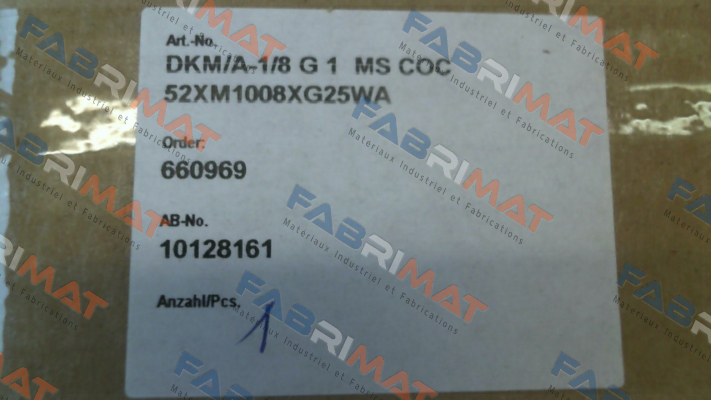 Art.-No.
DKM/A-1/8 G 1 MS COC
52XM1008XG25WA
Order:
660969
AB-No.
10128161
Anzahl/Pcs.
1
FABRIMAT
Materiaux Industriel et Fabrications